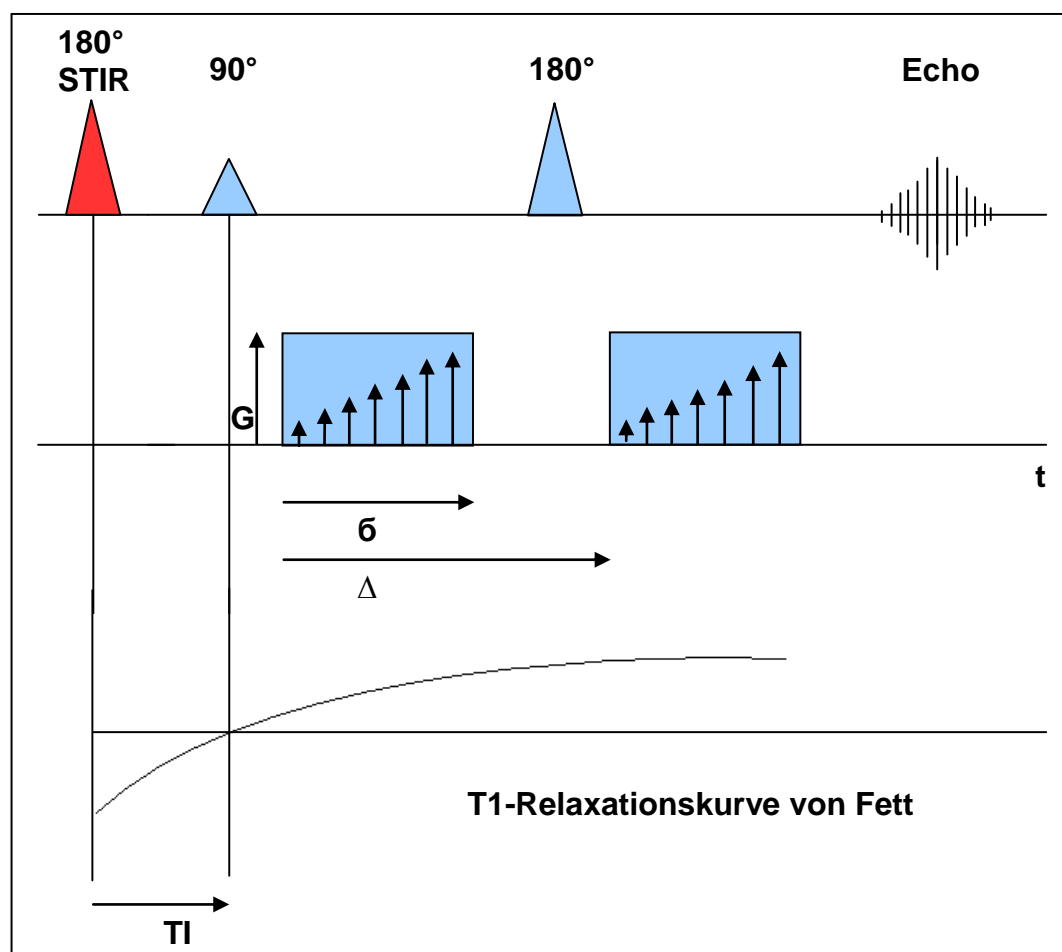 180°
STIR
90°
180°
Echo
G
t
б
Δ
T1-Relaxationskurve von Fett
TI